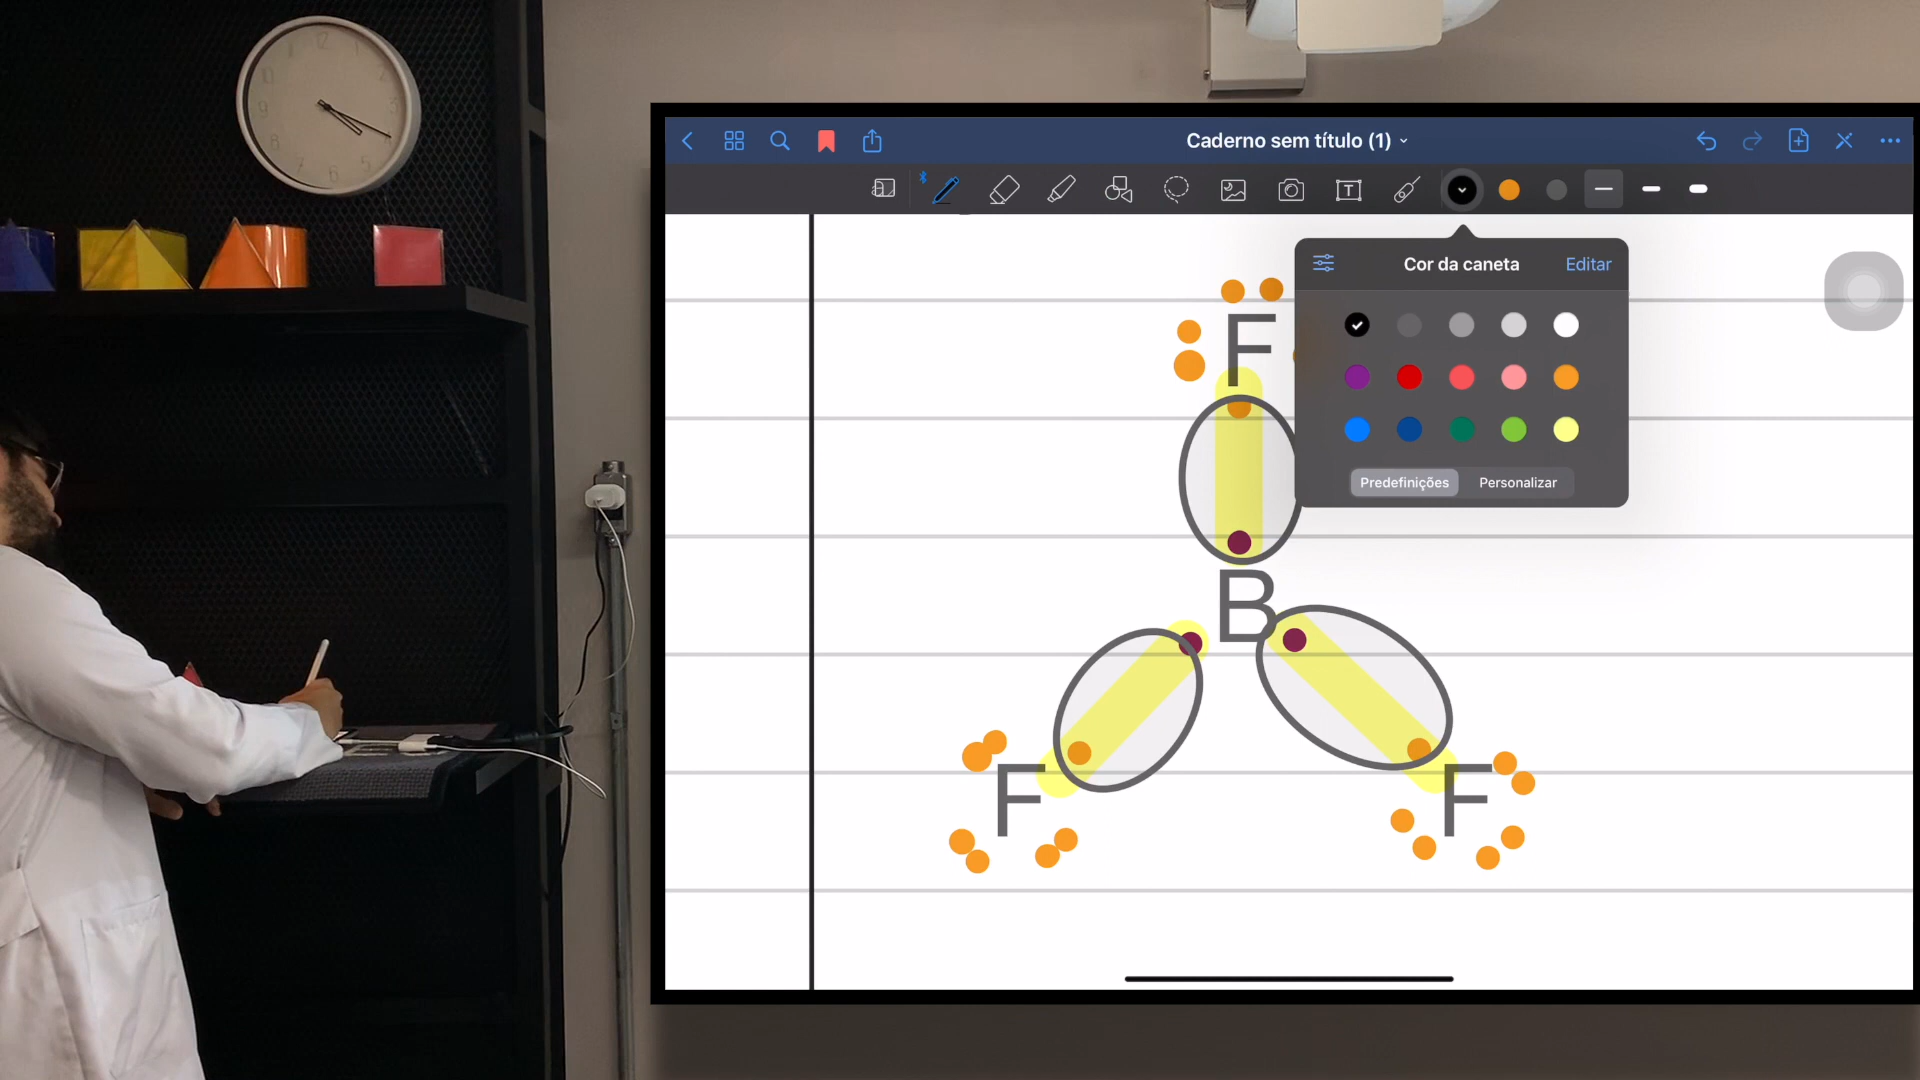 Caderno sem título (1)
T
Cor da caneta
Editar
F
Predefinições
Personalizar
B
F
F